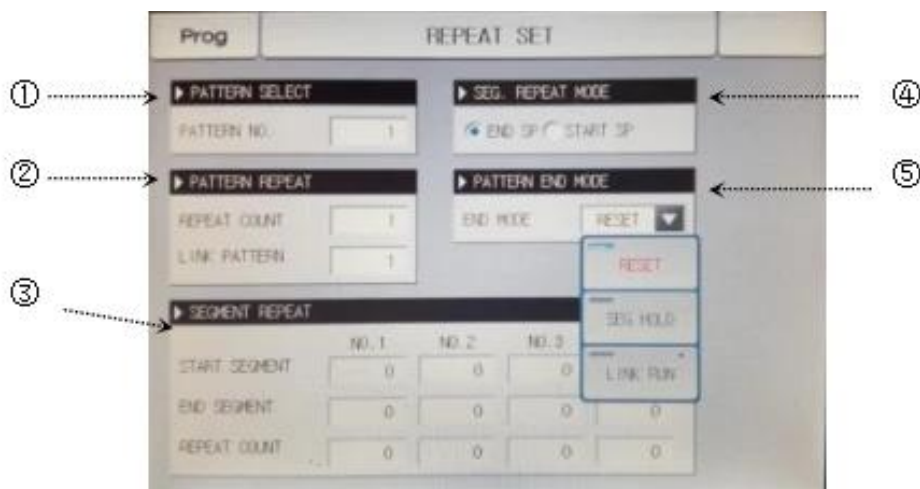 Prog REPEAT SET
① ▶ PATTERN SELECT
PATTERN NO. 1
② ▶ PATTERN REPEAT
REPEAT COUNT 1
LINK PATTERN 1
④ ▶ SEG. REPEAT MODE
END SP START SP
⑤ ▶ PATTERN END MODE
END MODE RESET
RESET
SEG HOLD
LINK RUN
③ ▶ SEGMENT REPEAT
NO.1 NO.2 NO.3
START SEGMENT 0 0 0
END SEGMENT 0 0 0 0
REPEAT COUNT 0 0 0 0